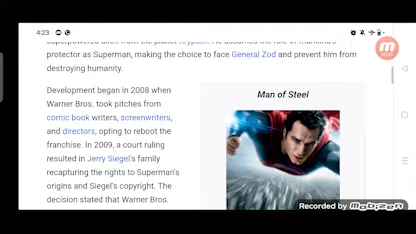 4:23
superpowered alien from the planet Krypton. He assumes the role of mankind's
protector as Superman, making the choice to face General Zod and prevent him from
destroying humanity.
Development began in 2008 when
Warner Bros. took pitches from
comic book writers, screenwriters,
and directors, opting to reboot the
franchise. In 2009, a court ruling
resulted in Jerry Siegel's family
recapturing the rights to Superman's
origins and Siegel's copyright. The
decision stated that Warner Bros.
Man of Steel
Recorded by Mobizen